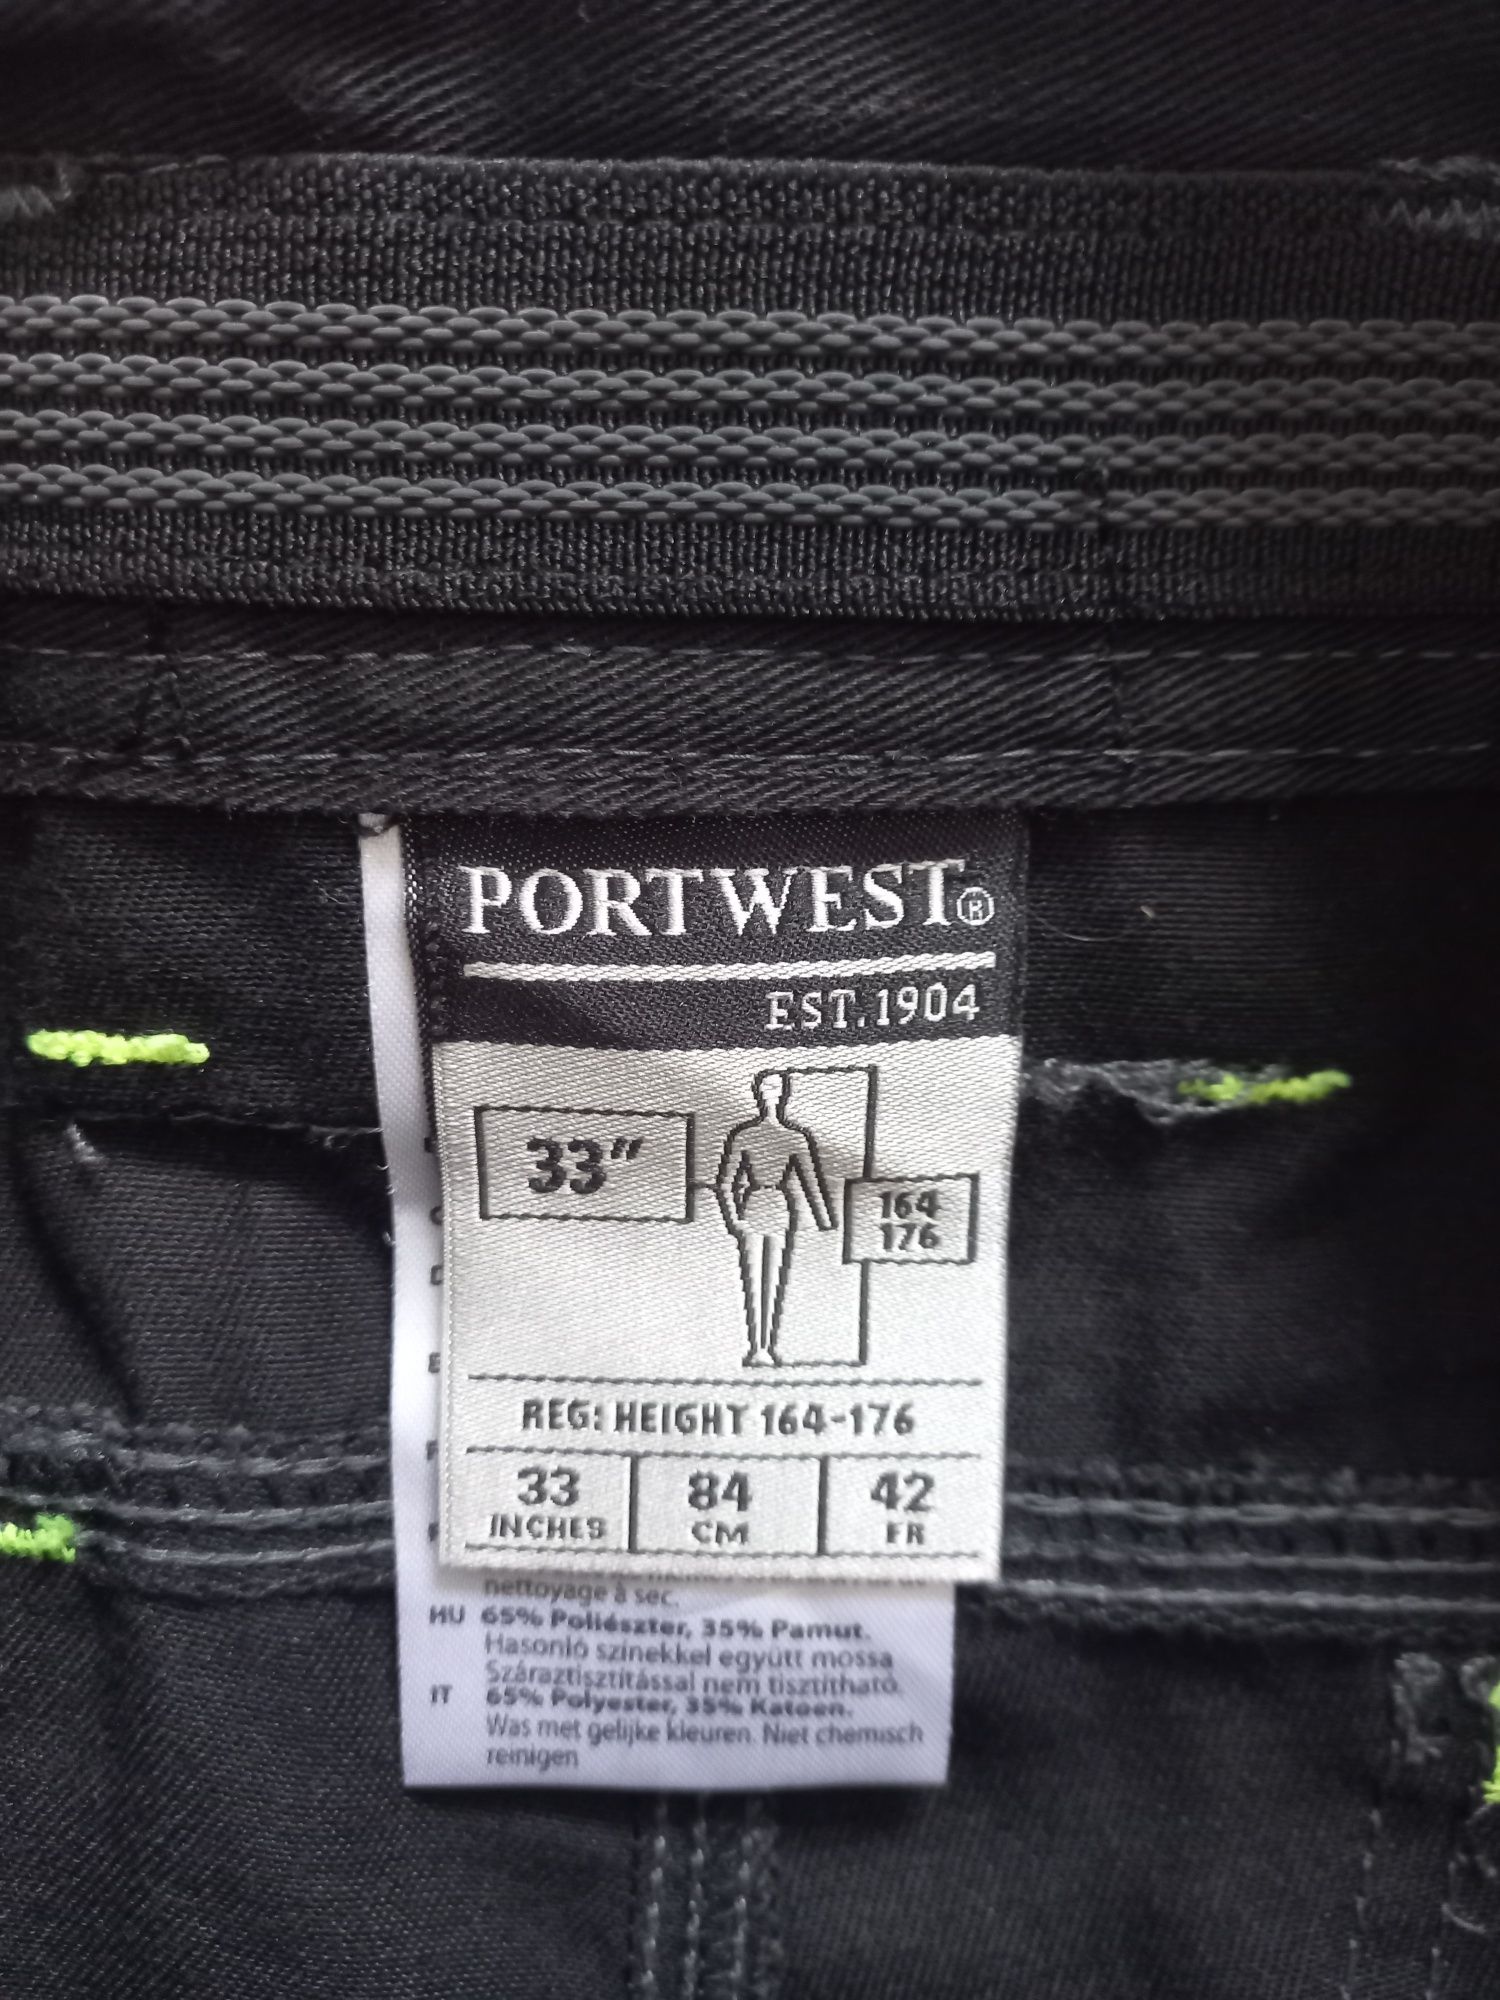 PORTWEST®
EST.1904
33"
164
176
REG: HEIGHT 164-176
33 84 42
INCHES CM FR
nettoyage à sec.
HU 65% Poliészter, 35% Pamut.
Hasonló színekkel együtt mossa
Száraztisztítással nem tisztítható.
IT 65% Polyester, 35% Katoen.
Was met gelijke kleuren. Niet chemisch
reinigen